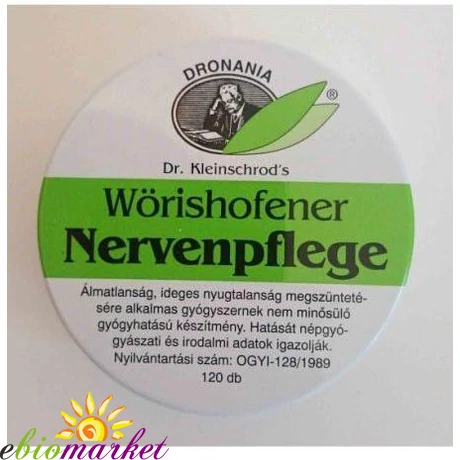 DRONANIA
®
Dr. Kleinschrod's
Wörishofener
Nervenpflege
Álmatlanság, ideges nyugtalanság megszünteté-
sére alkalmas gyógyszernek nem minősülő
gyógyhatású készítmény. Hatását népgyó-
gyászati és irodalmi adatok igazolják.
Nyilvántartási szám: OGYI-128/1989
120 db
ebiomarket